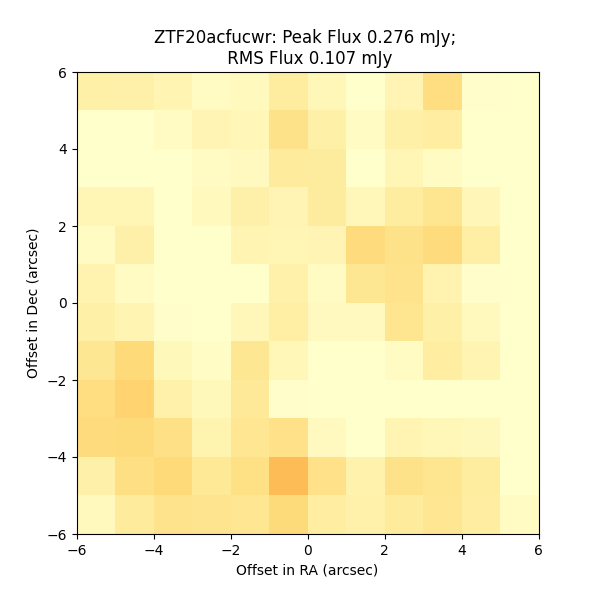 ZTF20acfucwr: Peak Flux 0.276 mJy;
RMS Flux 0.107 mJy
6
4
2
0
−2
−4
−6
Offset in Dec (arcsec)
−6 −4 −2 0 2 4 6
Offset in RA (arcsec)